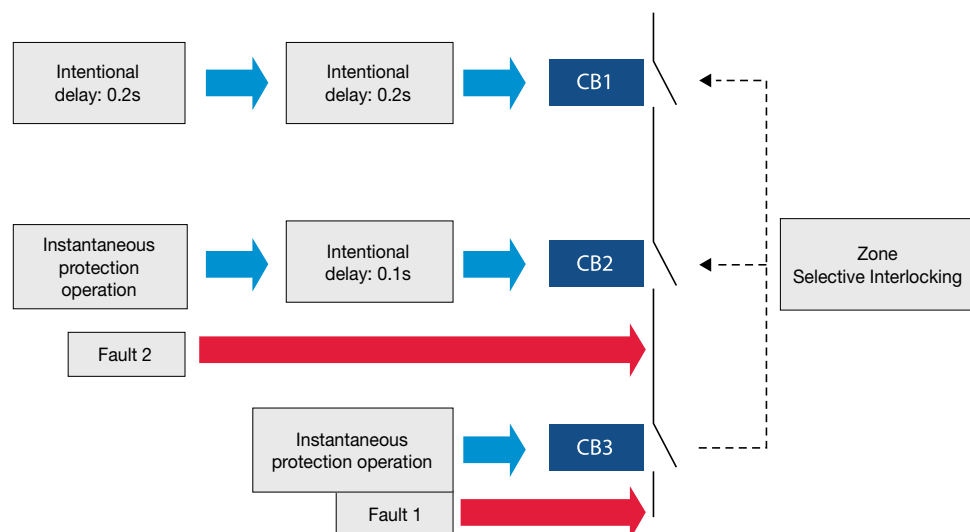 Intentional
delay: 0.2s
Intentional
delay: 0.2s
CB1
Instantaneous
protection
operation
Intentional
delay: 0.1s
CB2
Zone
Selective Interlocking
Fault 2
Instantaneous
protection operation
CB3
Fault 1